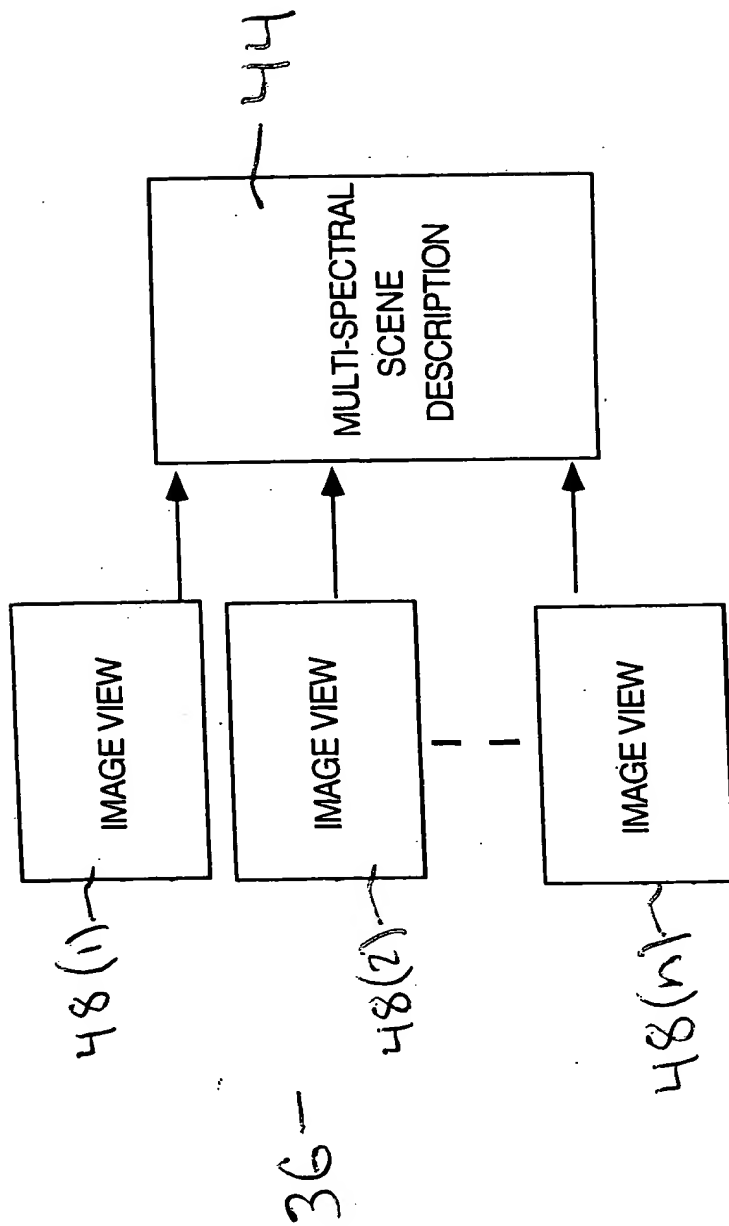 36
48(1)
IMAGE VIEW
48(2)
IMAGE VIEW
48(n)
IMAGE VIEW
MULTI-SPECTRAL
SCENE
DESCRIPTION
44